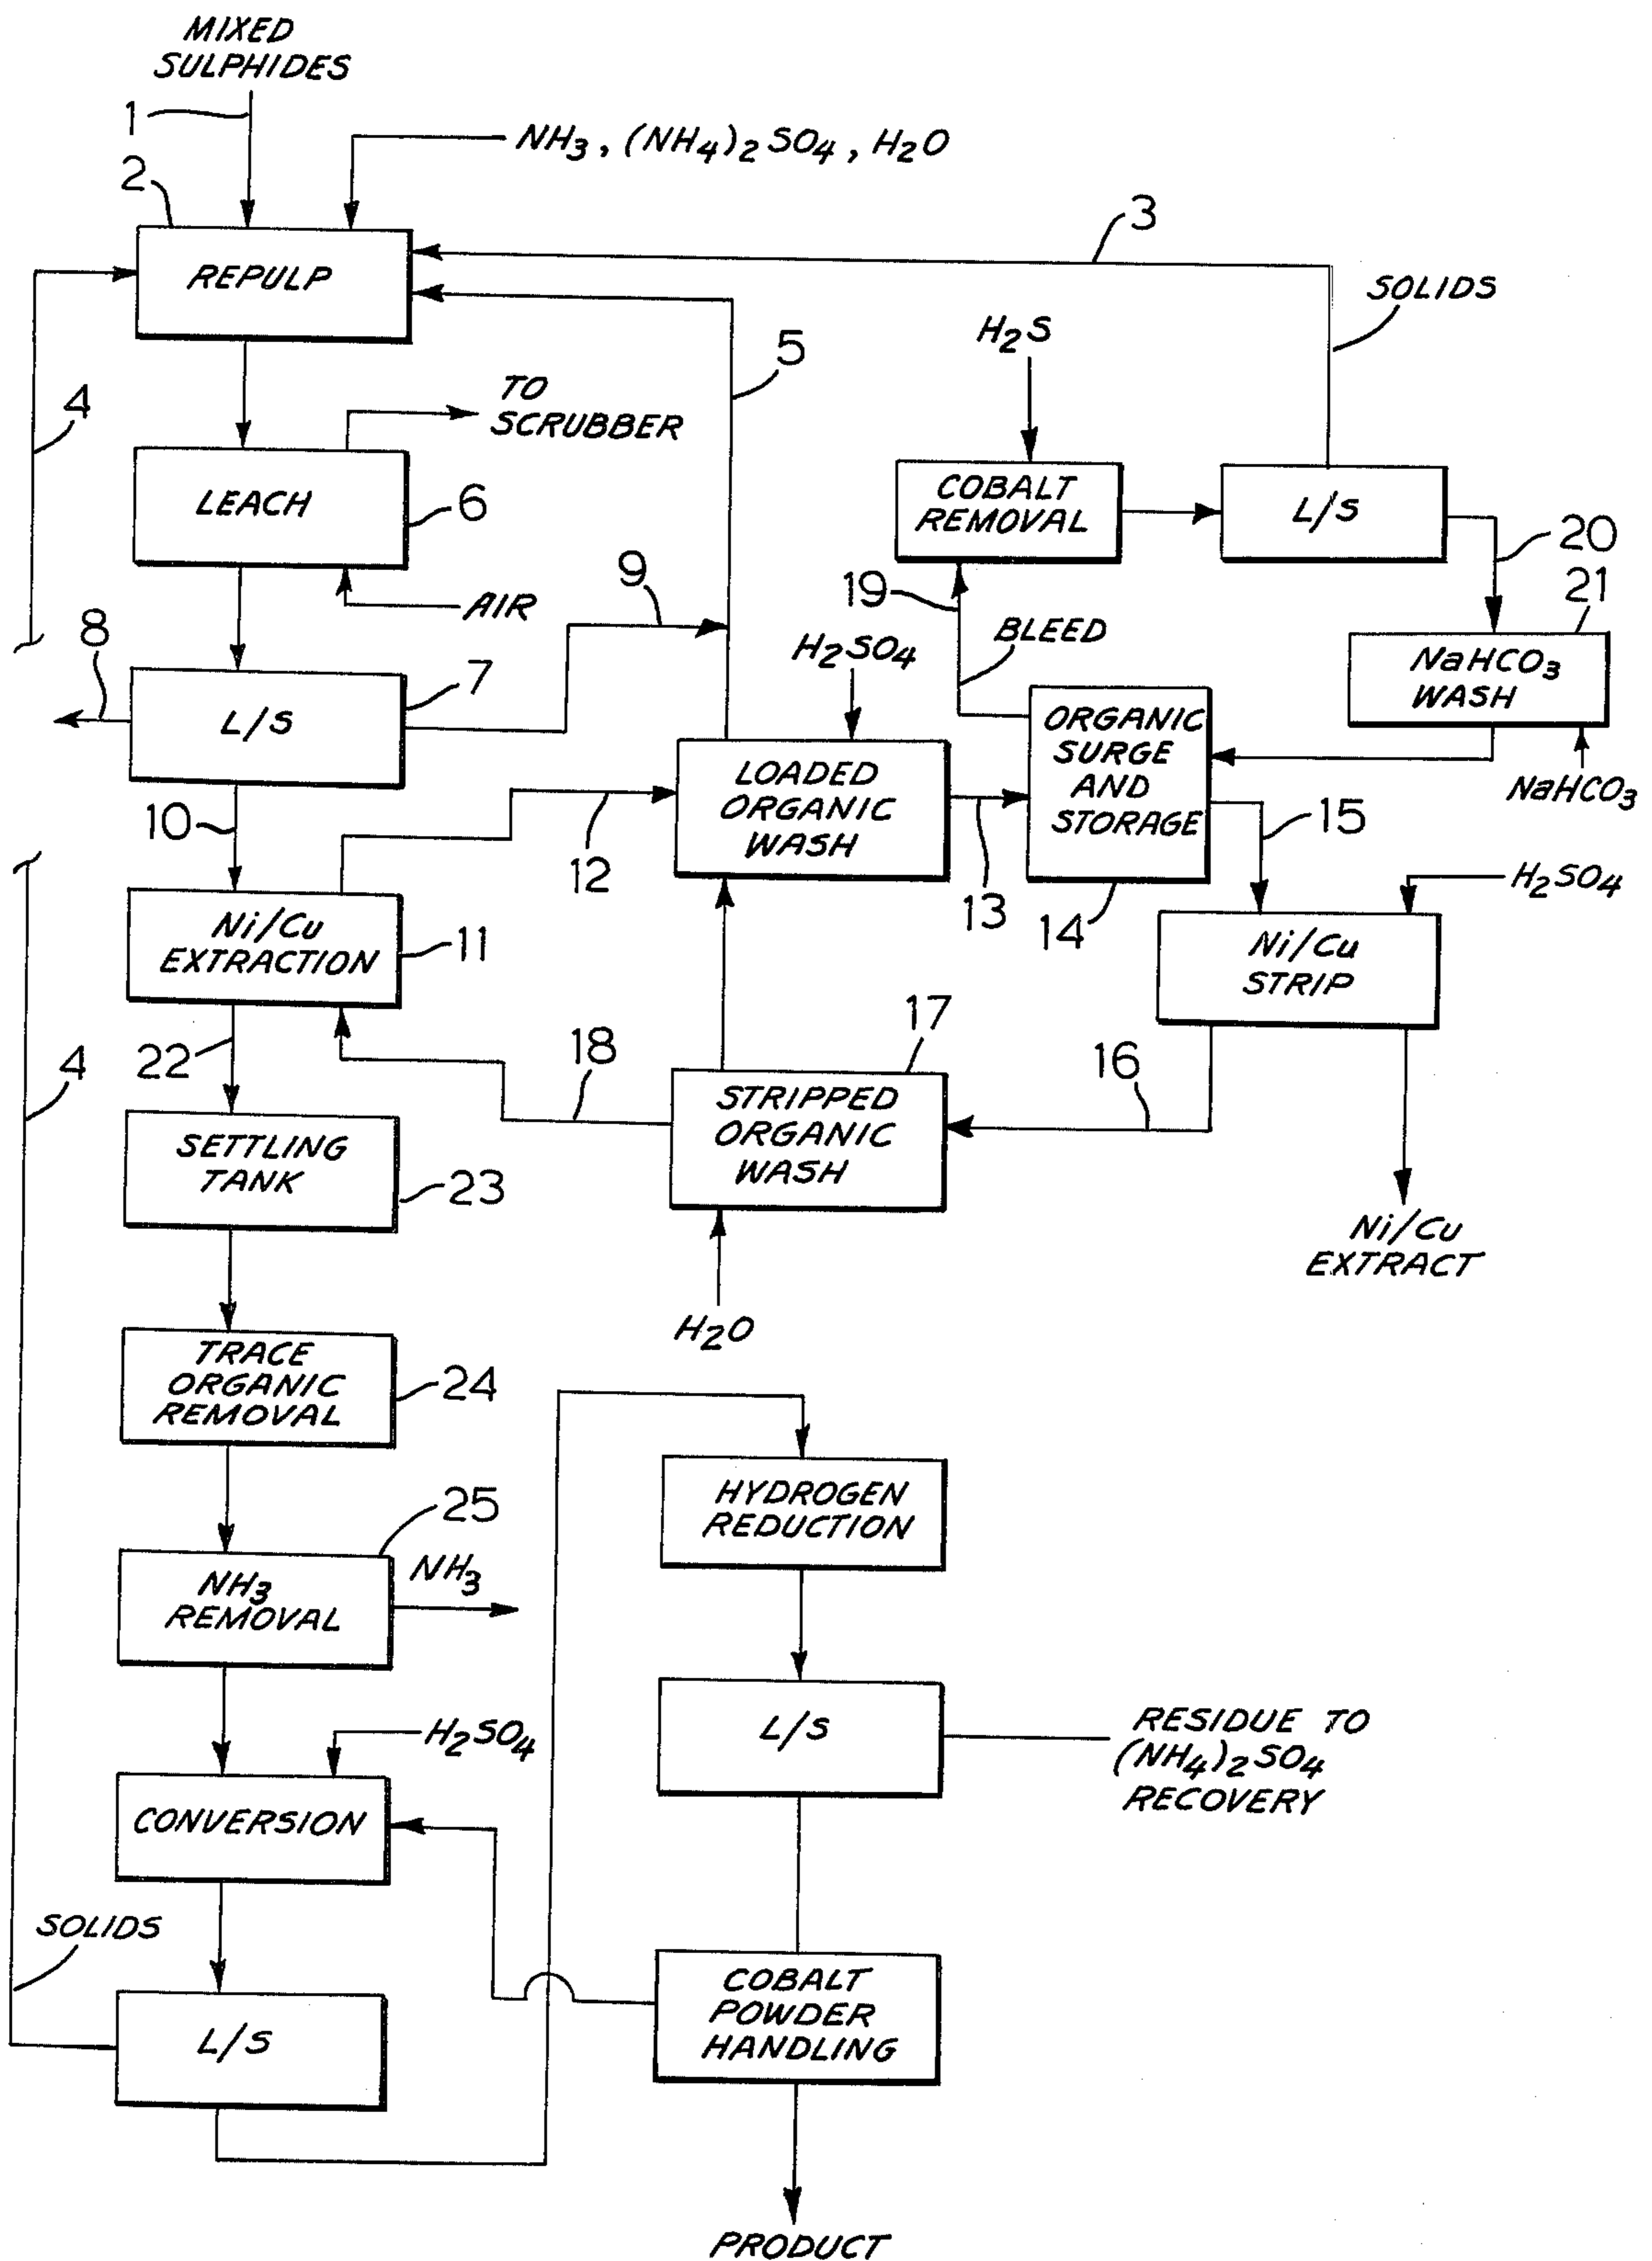 MIXED
SULPHIDES
1
NH3, (NH4)2SO4, H2O
2
3
REPULP
SOLIDS
H2S
5
4
TO
SCRUBBER
LEACH
6
COBALT
REMOVAL
L/S
20
9
19
21
AIR
BLEED
8
H2SO4
NaHCO3
WASH
7
L/S
ORGANIC
SURGE
AND
STORAGE
LOADED
ORGANIC
WASH
NaHCO3
10
15
12
13
14
H2SO4
Ni/Cu
EXTRACTION
11
Ni/Cu
STRIP
17
4
22
18
16
STRIPPED
ORGANIC
WASH
SETTLING
TANK
23
Ni/Cu
EXTRACT
H2O
TRACE
ORGANIC
REMOVAL
24
HYDROGEN
REDUCTION
25
NH3
NH3
REMOVAL
L/S
RESIDUE TO
(NH4)2SO4
RECOVERY
H2SO4
CONVERSION
SOLIDS
COBALT
POWDER
HANDLING
L/S
PRODUCT